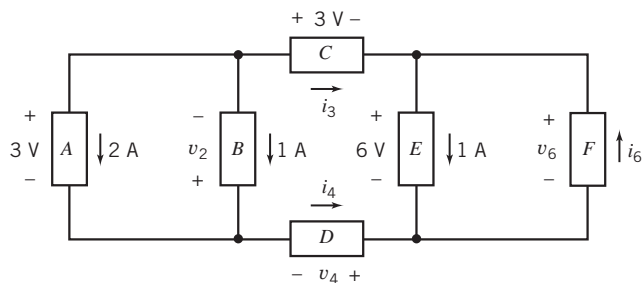 + 3 V –
C
i3
+ – + +
3 V A 2 A v2 B 1 A 6 V E 1 A v6 F i6
– + – –
i4
D
– v4 +